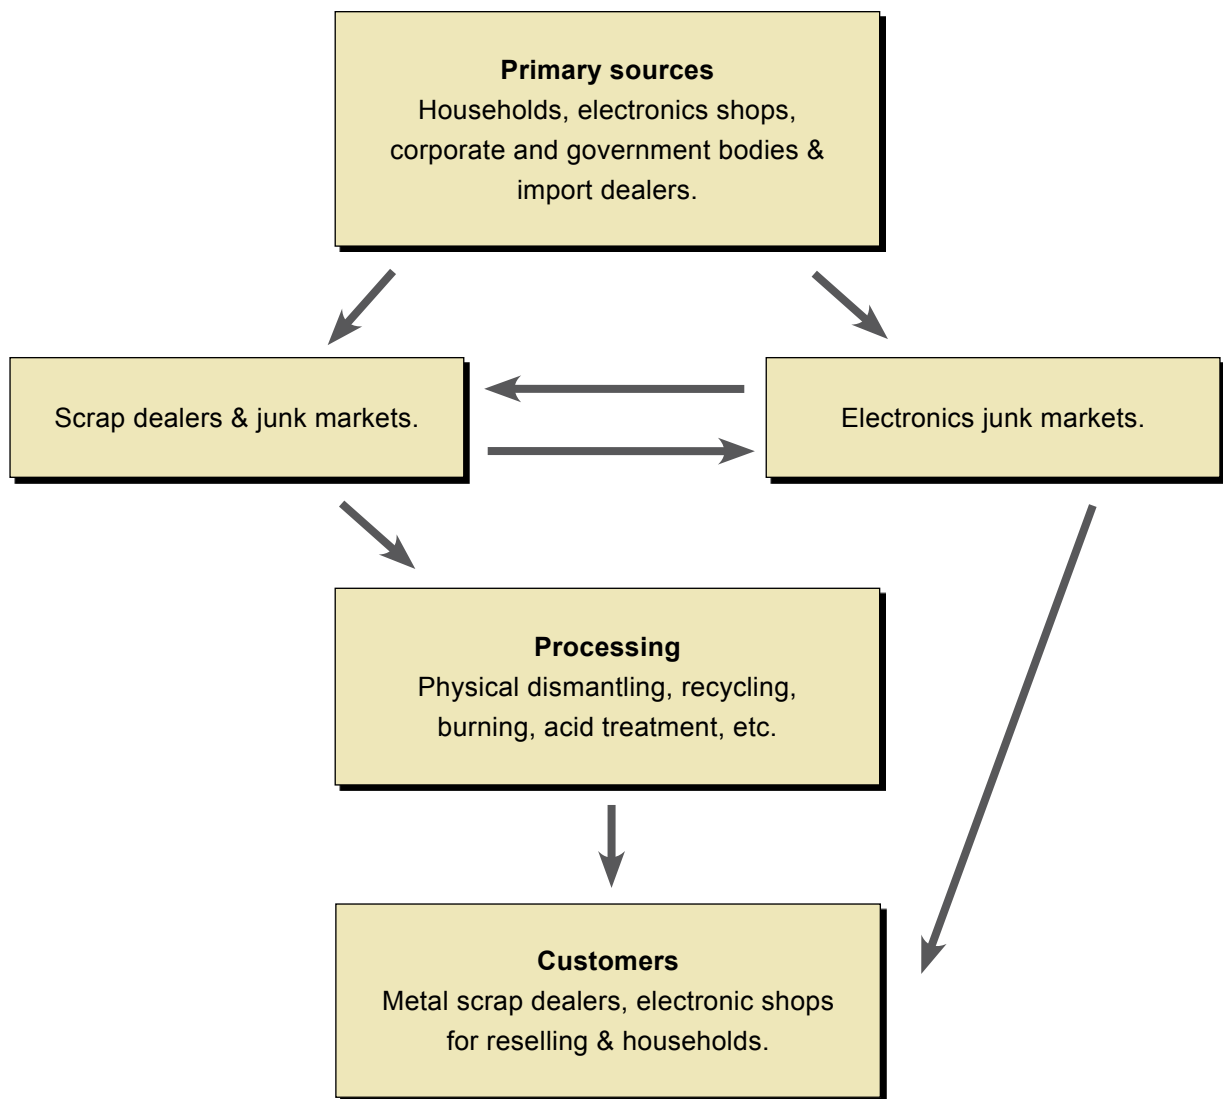 Primary sources
Households, electronics shops,
corporate and government bodies &
import dealers.
Scrap dealers & junk markets.
Electronics junk markets.
Processing
Physical dismantling, recycling,
burning, acid treatment, etc.
Customers
Metal scrap dealers, electronic shops
for reselling & households.